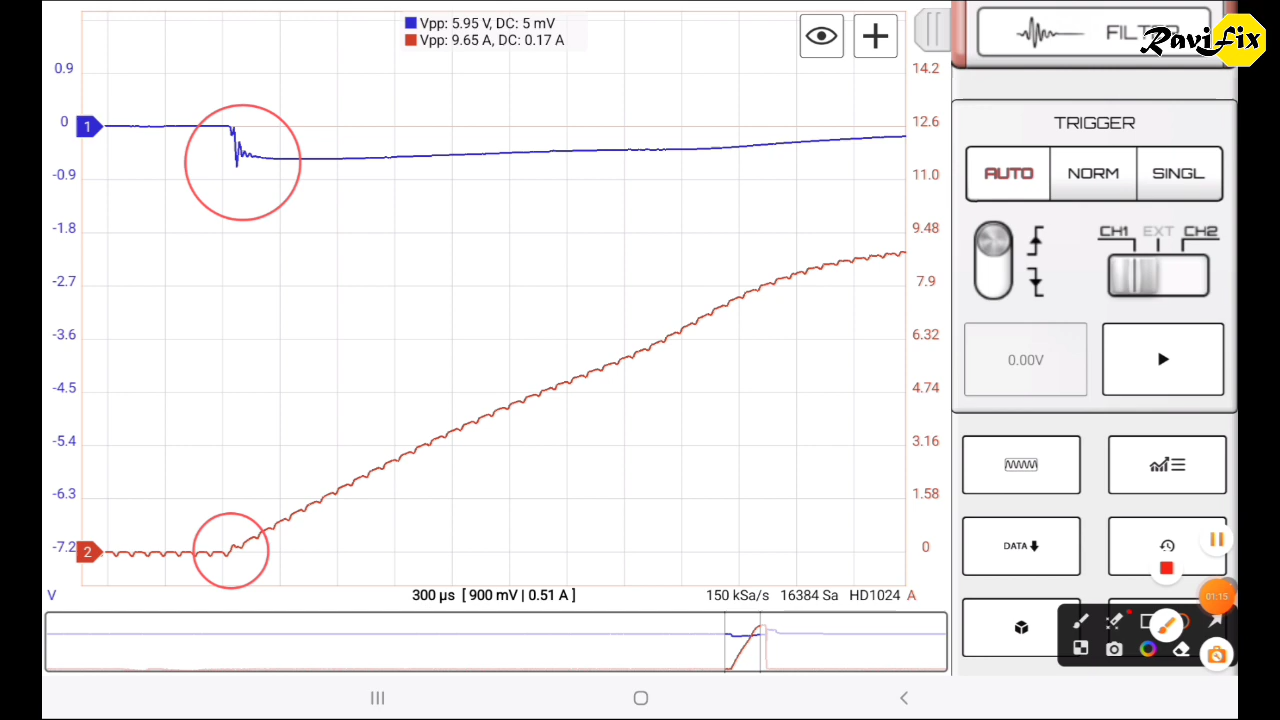 Vpp: 5.95 V, DC: 5 mV
Vpp: 9.65 A, DC: 0.17 A
RaviFix
TRIGGER
AUTO NORM SINGL
CH1 EXT CH2
0.00V
DATA
0.9
0
-0.9
-1.8
-2.7
-3.6
-4.5
-5.4
-6.3
-7.2
1
2
14.2
12.6
11.0
9.48
7.9
6.32
4.74
3.16
1.58
0
V
300 µs [ 900 mV | 0.51 A ]
150 kSa/s 16384 Sa HD1024 A
01:15